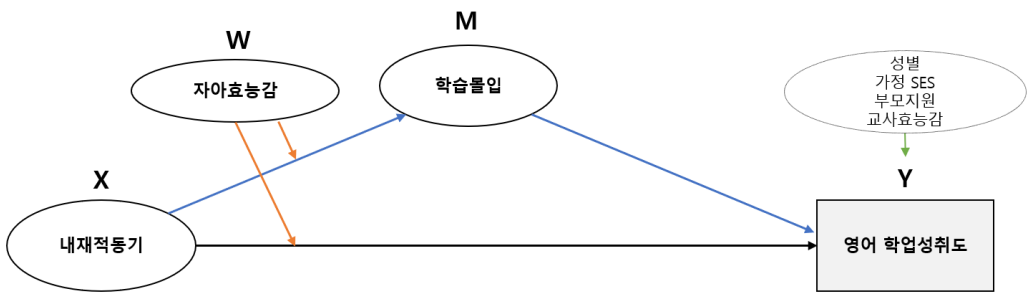 M
W
성별
가정 SES
부모지원
교사효능감
자아효능감
학습몰입
X
Y
내재적동기
영어 학업성취도